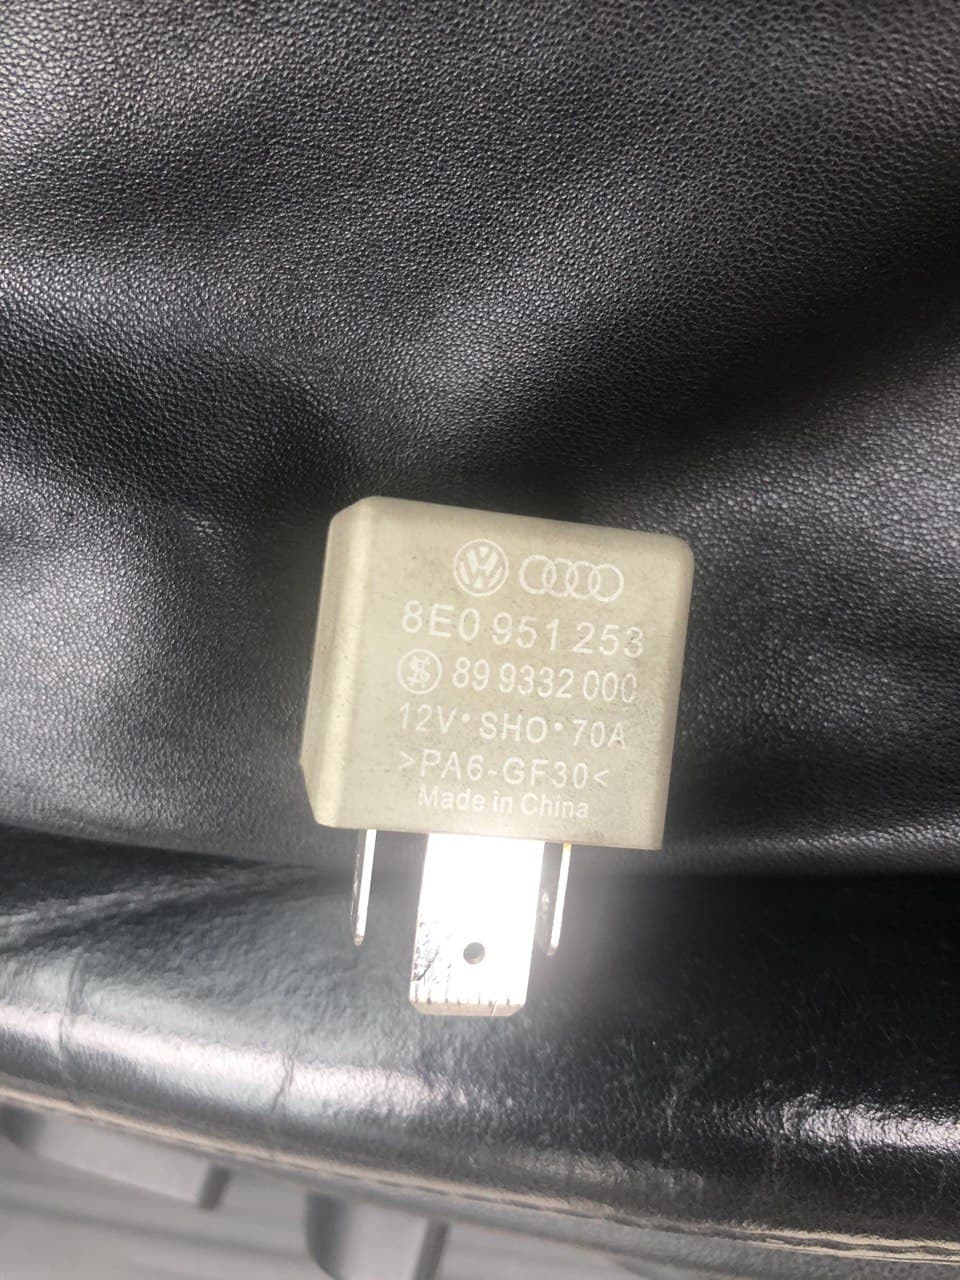 8E0 951 253
89 9332 000
12V•SHO•70A
>PA6-GF30<
Made in China